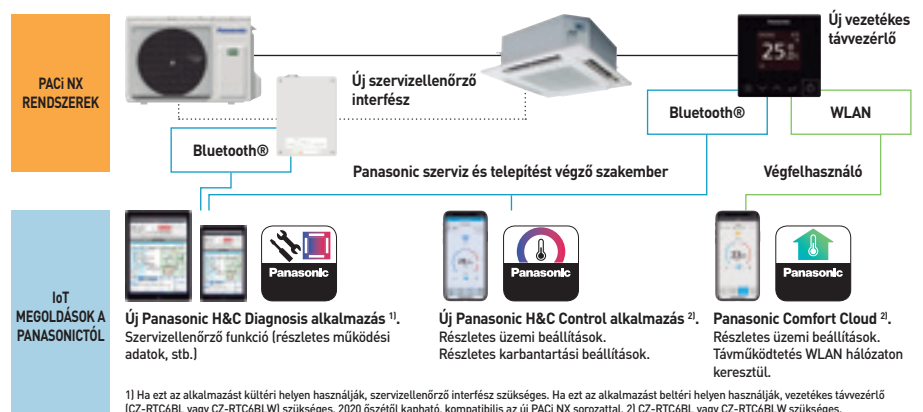 PACi NX
RENDSZEREK
Panasonic
Új szervizellenőrző
interfész
Panasonic
25
Új vezetékes
távvezérlő
Bluetooth®
Bluetooth®
WLAN
Panasonic szerviz és telepítést végző szakember
Végfelhasználó
IoT
MEGOLDÁSOK A
PANASONICTÓL
Panasonic
Panasonic
Panasonic
Új Panasonic H&C Diagnosis alkalmazás 1).
Szervizellenőrző funkció (részletes működési
adatok, stb.)
Új Panasonic H&C Control alkalmazás 2).
Részletes üzemi beállítások.
Részletes karbantartási beállítások.
Panasonic Comfort Cloud 2).
Részletes üzemi beállítások.
Távműködtetés WLAN hálózaton
keresztül.
1) Ha ezt az alkalmazást kültéri helyen használják, szervizellenőrző interfész szükséges. Ha ezt az alkalmazást beltéri helyen használják, vezetékes távvezérlő
(CZ-RTC6BL vagy CZ-RTC6BLW) szükséges. 2020 őszétől kapható, kompatibilis az új PACi NX sorozattal. 2) CZ-RTC6BL vagy CZ-RTC6BLW szükséges.